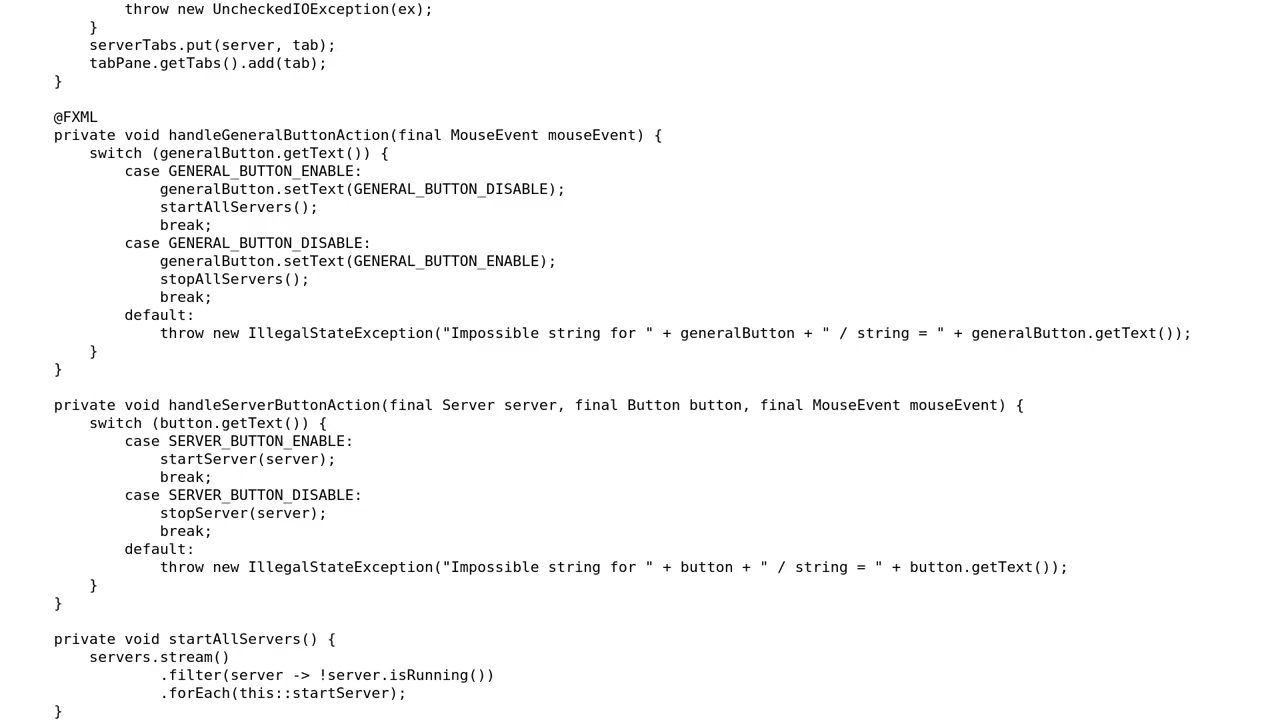 throw new UncheckedIOException(ex);
}
serverTabs.put(server, tab);
tabPane.getTabs().add(tab);
}
@FXML
private void handleGeneralButtonAction(final MouseEvent mouseEvent) {
switch (generalButton.getText()) {
case GENERAL_BUTTON_ENABLE:
generalButton.setText(GENERAL_BUTTON_DISABLE);
startAllServers();
break;
case GENERAL_BUTTON_DISABLE:
generalButton.setText(GENERAL_BUTTON_ENABLE);
stopAllServers();
break;
default:
throw new IllegalStateException("Impossible string for " + generalButton + " / string = " + generalButton.getText());
}
}
private void handleServerButtonAction(final Server server, final Button button, final MouseEvent mouseEvent) {
switch (button.getText()) {
case SERVER_BUTTON_ENABLE:
startServer(server);
break;
case SERVER_BUTTON_DISABLE:
stopServer(server);
break;
default:
throw new IllegalStateException("Impossible string for " + button + " / string = " + button.getText());
}
}
private void startAllServers() {
servers.stream()
.filter(server -> !server.isRunning())
.forEach(this::startServer);
}